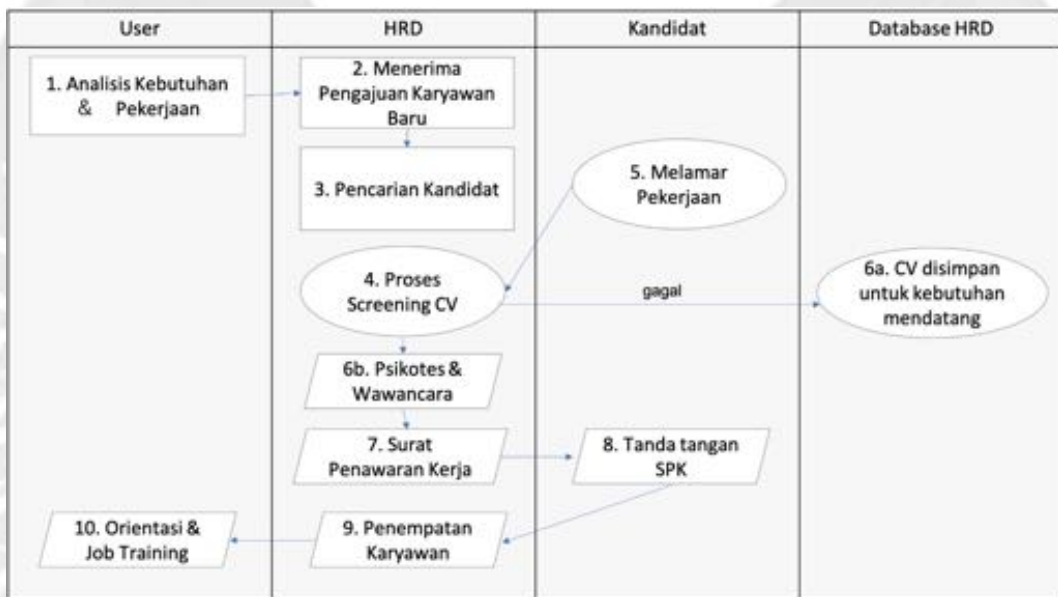 User
HRD
Kandidat
Database HRD
1. Analisis Kebutuhan
& Pekerjaan
2. Menerima
Pengajuan Karyawan
Baru
3. Pencarian Kandidat
5. Melamar
Pekerjaan
4. Proses
Screening CV
gagal
6a. CV disimpan
untuk kebutuhan
mendatang
6b. Psikotes &
Wawancara
7. Surat
Penawaran Kerja
8. Tanda tangan
SPK
9. Penempatan
Karyawan
10. Orientasi &
Job Training